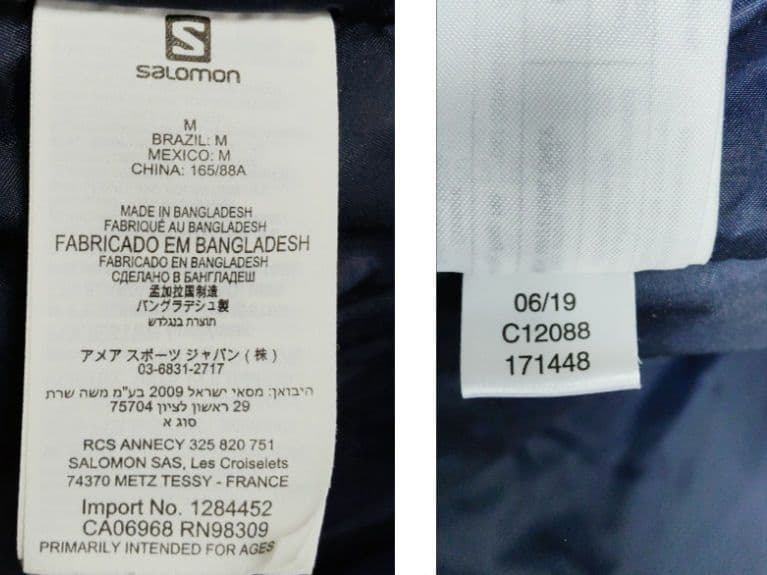 S
salomon
M
BRAZIL: M
MEXICO: M
CHINA: 165/88A
MADE IN BANGLADESH
FABRIQUÉ AU BANGLADESH
FABRICADO EM BANGLADESH
FABRICADO EN BANGLADESH
СДЕЛАНО В БАНГЛАДЕШ
孟加拉国制造
バングラデシュ製
תוצרת בנגלדש
アメア スポーツ ジャパン (株)
03-6831-2717
היבואן: מסאי ישראל 2009 בע"מ משה שרת
29 ראשון לציון 75704
סוג א
RCS ANNECY 325 820 751
SALOMON SAS, Les Croiselets
74370 METZ TESSY - FRANCE
Import No. 1284452
CA06968 RN98309
PRIMARILY INTENDED FOR AGES
06/19
C12088
171448